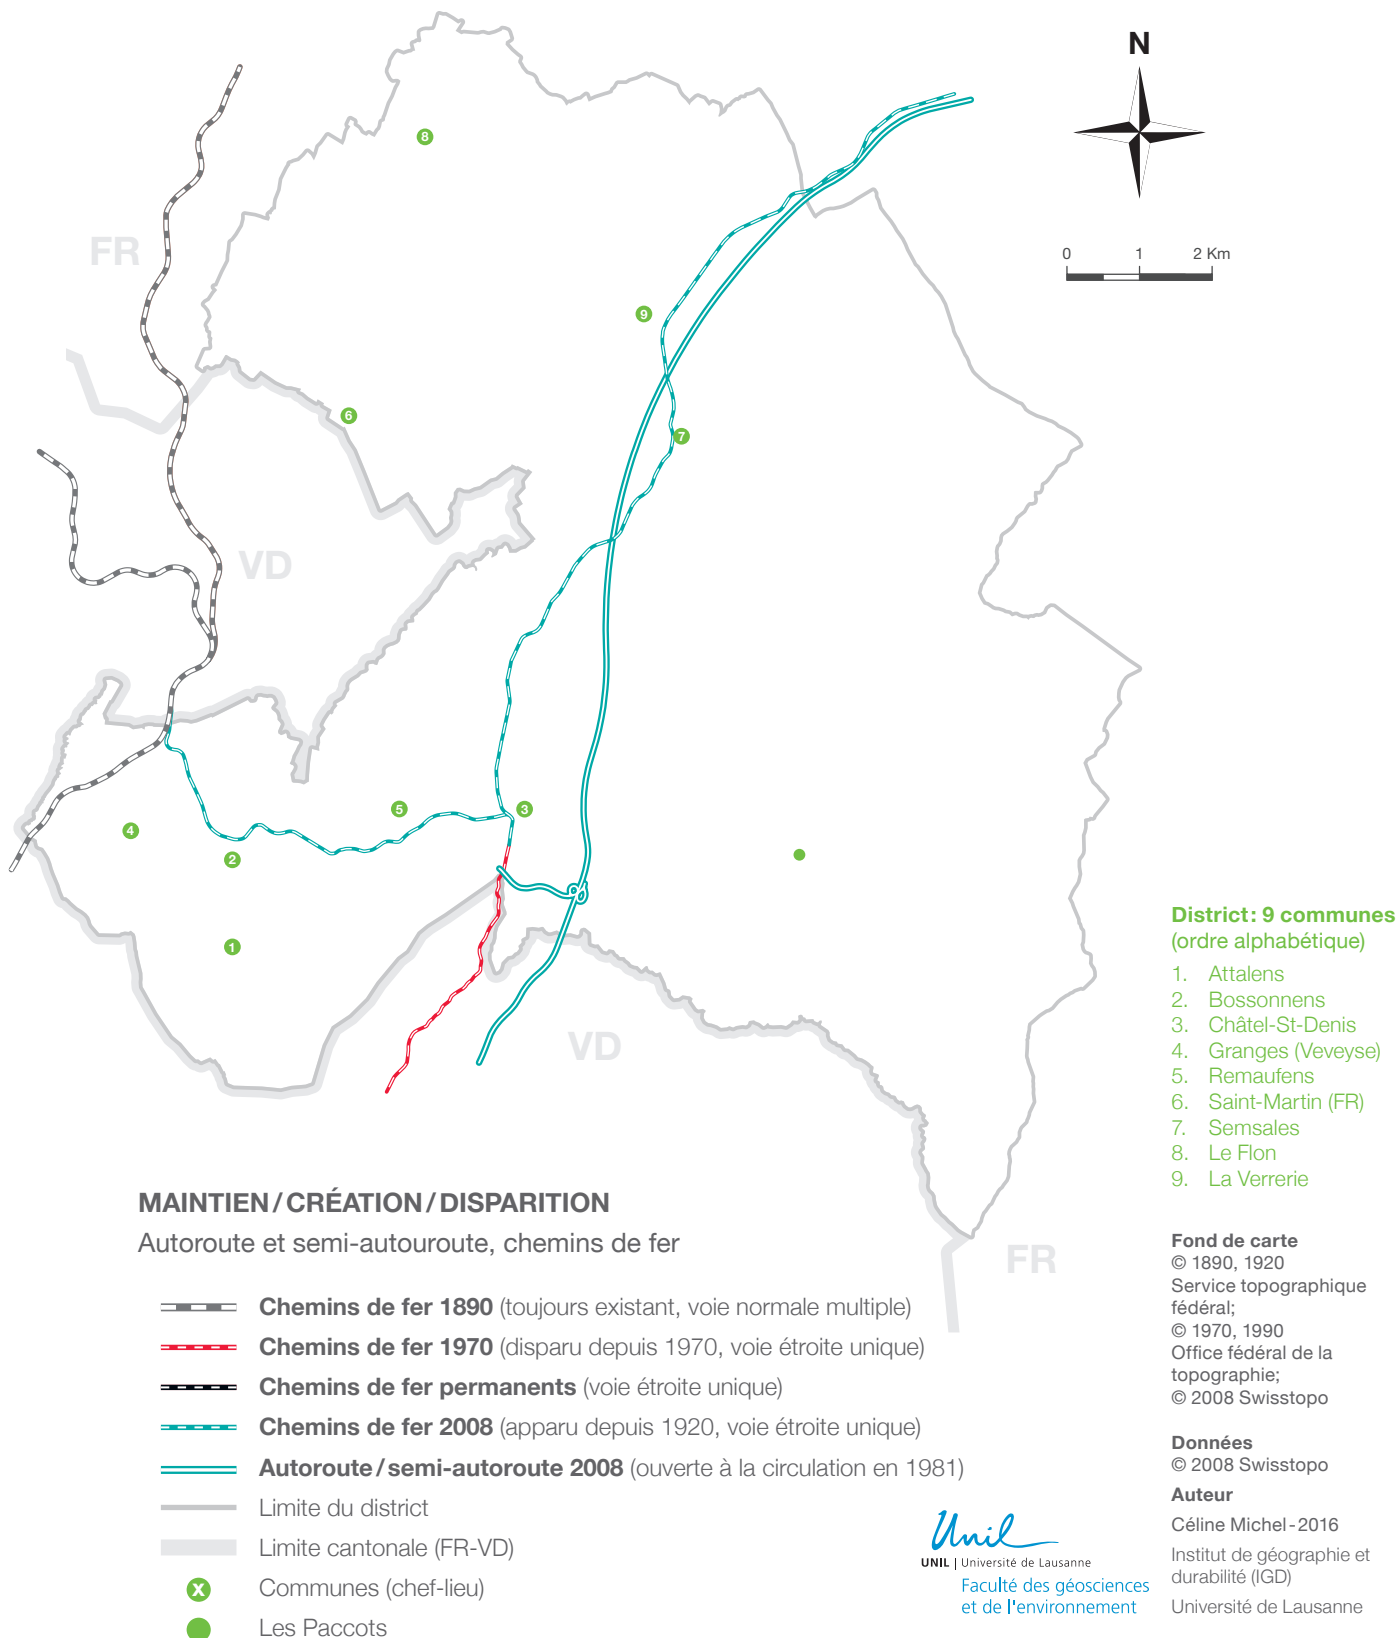 N
0 1 2 Km
FR
8
9
6
7
VD
5
3
4
2
1
VD
FR
District : 9 communes
(ordre alphabétique)
1. Attalens
2. Bossonnens
3. Châtel-St-Denis
4. Granges (Veveyse)
5. Remaufens
6. Saint-Martin (FR)
7. Semsales
8. Le Flon
9. La Verrerie
MAINTIEN / CRÉATION / DISPARITION
Autoroute et semi-autouroute, chemins de fer
Chemins de fer 1890 (toujours existant, voie normale multiple)
Chemins de fer 1970 (disparu depuis 1970, voie étroite unique)
Chemins de fer permanents (voie étroite unique)
Chemins de fer 2008 (apparu depuis 1920, voie étroite unique)
Autoroute / semi-autoroute 2008 (ouverte à la circulation en 1981)
Limite du district
Limite cantonale (FR-VD)
X Communes (chef-lieu)
Les Paccots
Fond de carte
© 1890, 1920
Service topographique
fédéral;
© 1970, 1990
Office fédéral de la
topographie;
© 2008 Swisstopo
Données
© 2008 Swisstopo
Auteur
Céline Michel - 2016
Institut de géographie et
durabilité (IGD)
Université de Lausanne
Unil
UNIL | Université de Lausanne
Faculté des géosciences
et de l'environnement